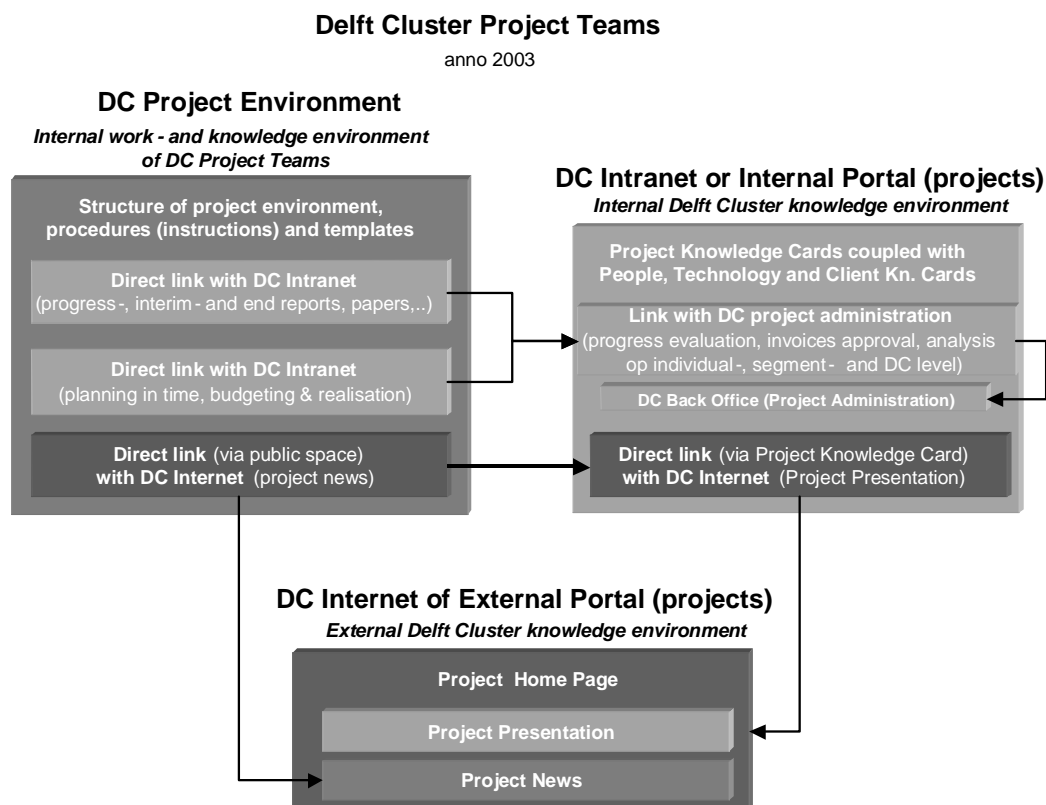 Delft Cluster Project Teams
anno 2003
DC Project Environment
Internal work - and knowledge environment
of DC Project Teams
Structure of project environment,
procedures (instructions) and templates
Direct link with DC Intranet
(progress-, interim- and end reports, papers,..)
Direct link with DC Intranet
(planning in time, budgeting & realisation)
Direct link (via public space)
with DC Internet (project news)
DC Intranet or Internal Portal (projects)
Internal Delft Cluster knowledge environment
Project Knowledge Cards coupled with
People, Technology and Client Kn. Cards
Link with DC project administration
(progress evaluation, invoices approval, analysis
op individual-, segment- and DC level)
DC Back Office (Project Administration)
Direct link (via Project Knowledge Card)
with DC Internet (Project Presentation)
DC Internet of External Portal (projects)
External Delft Cluster knowledge environment
Project Home Page
Project Presentation
Project News